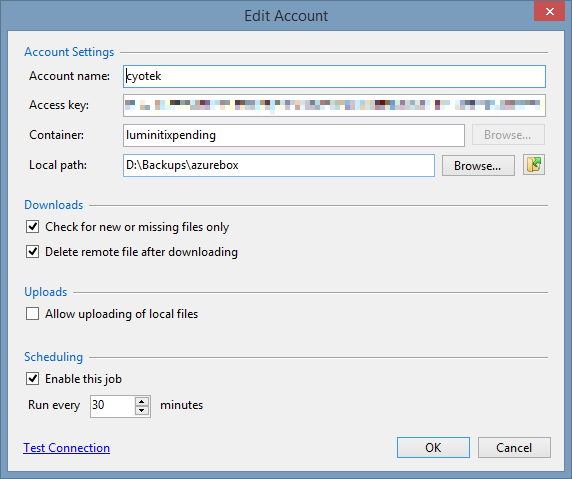 Edit Account
Account Settings
Account name: cyotek
Access key:
Container: luminitixpending Browse...
Local path: D:\Backups\azurebox Browse...
Downloads
Check for new or missing files only
Delete remote file after downloading
Uploads
Allow uploading of local files
Scheduling
Enable this job
Run every 30 minutes
Test Connection OK Cancel